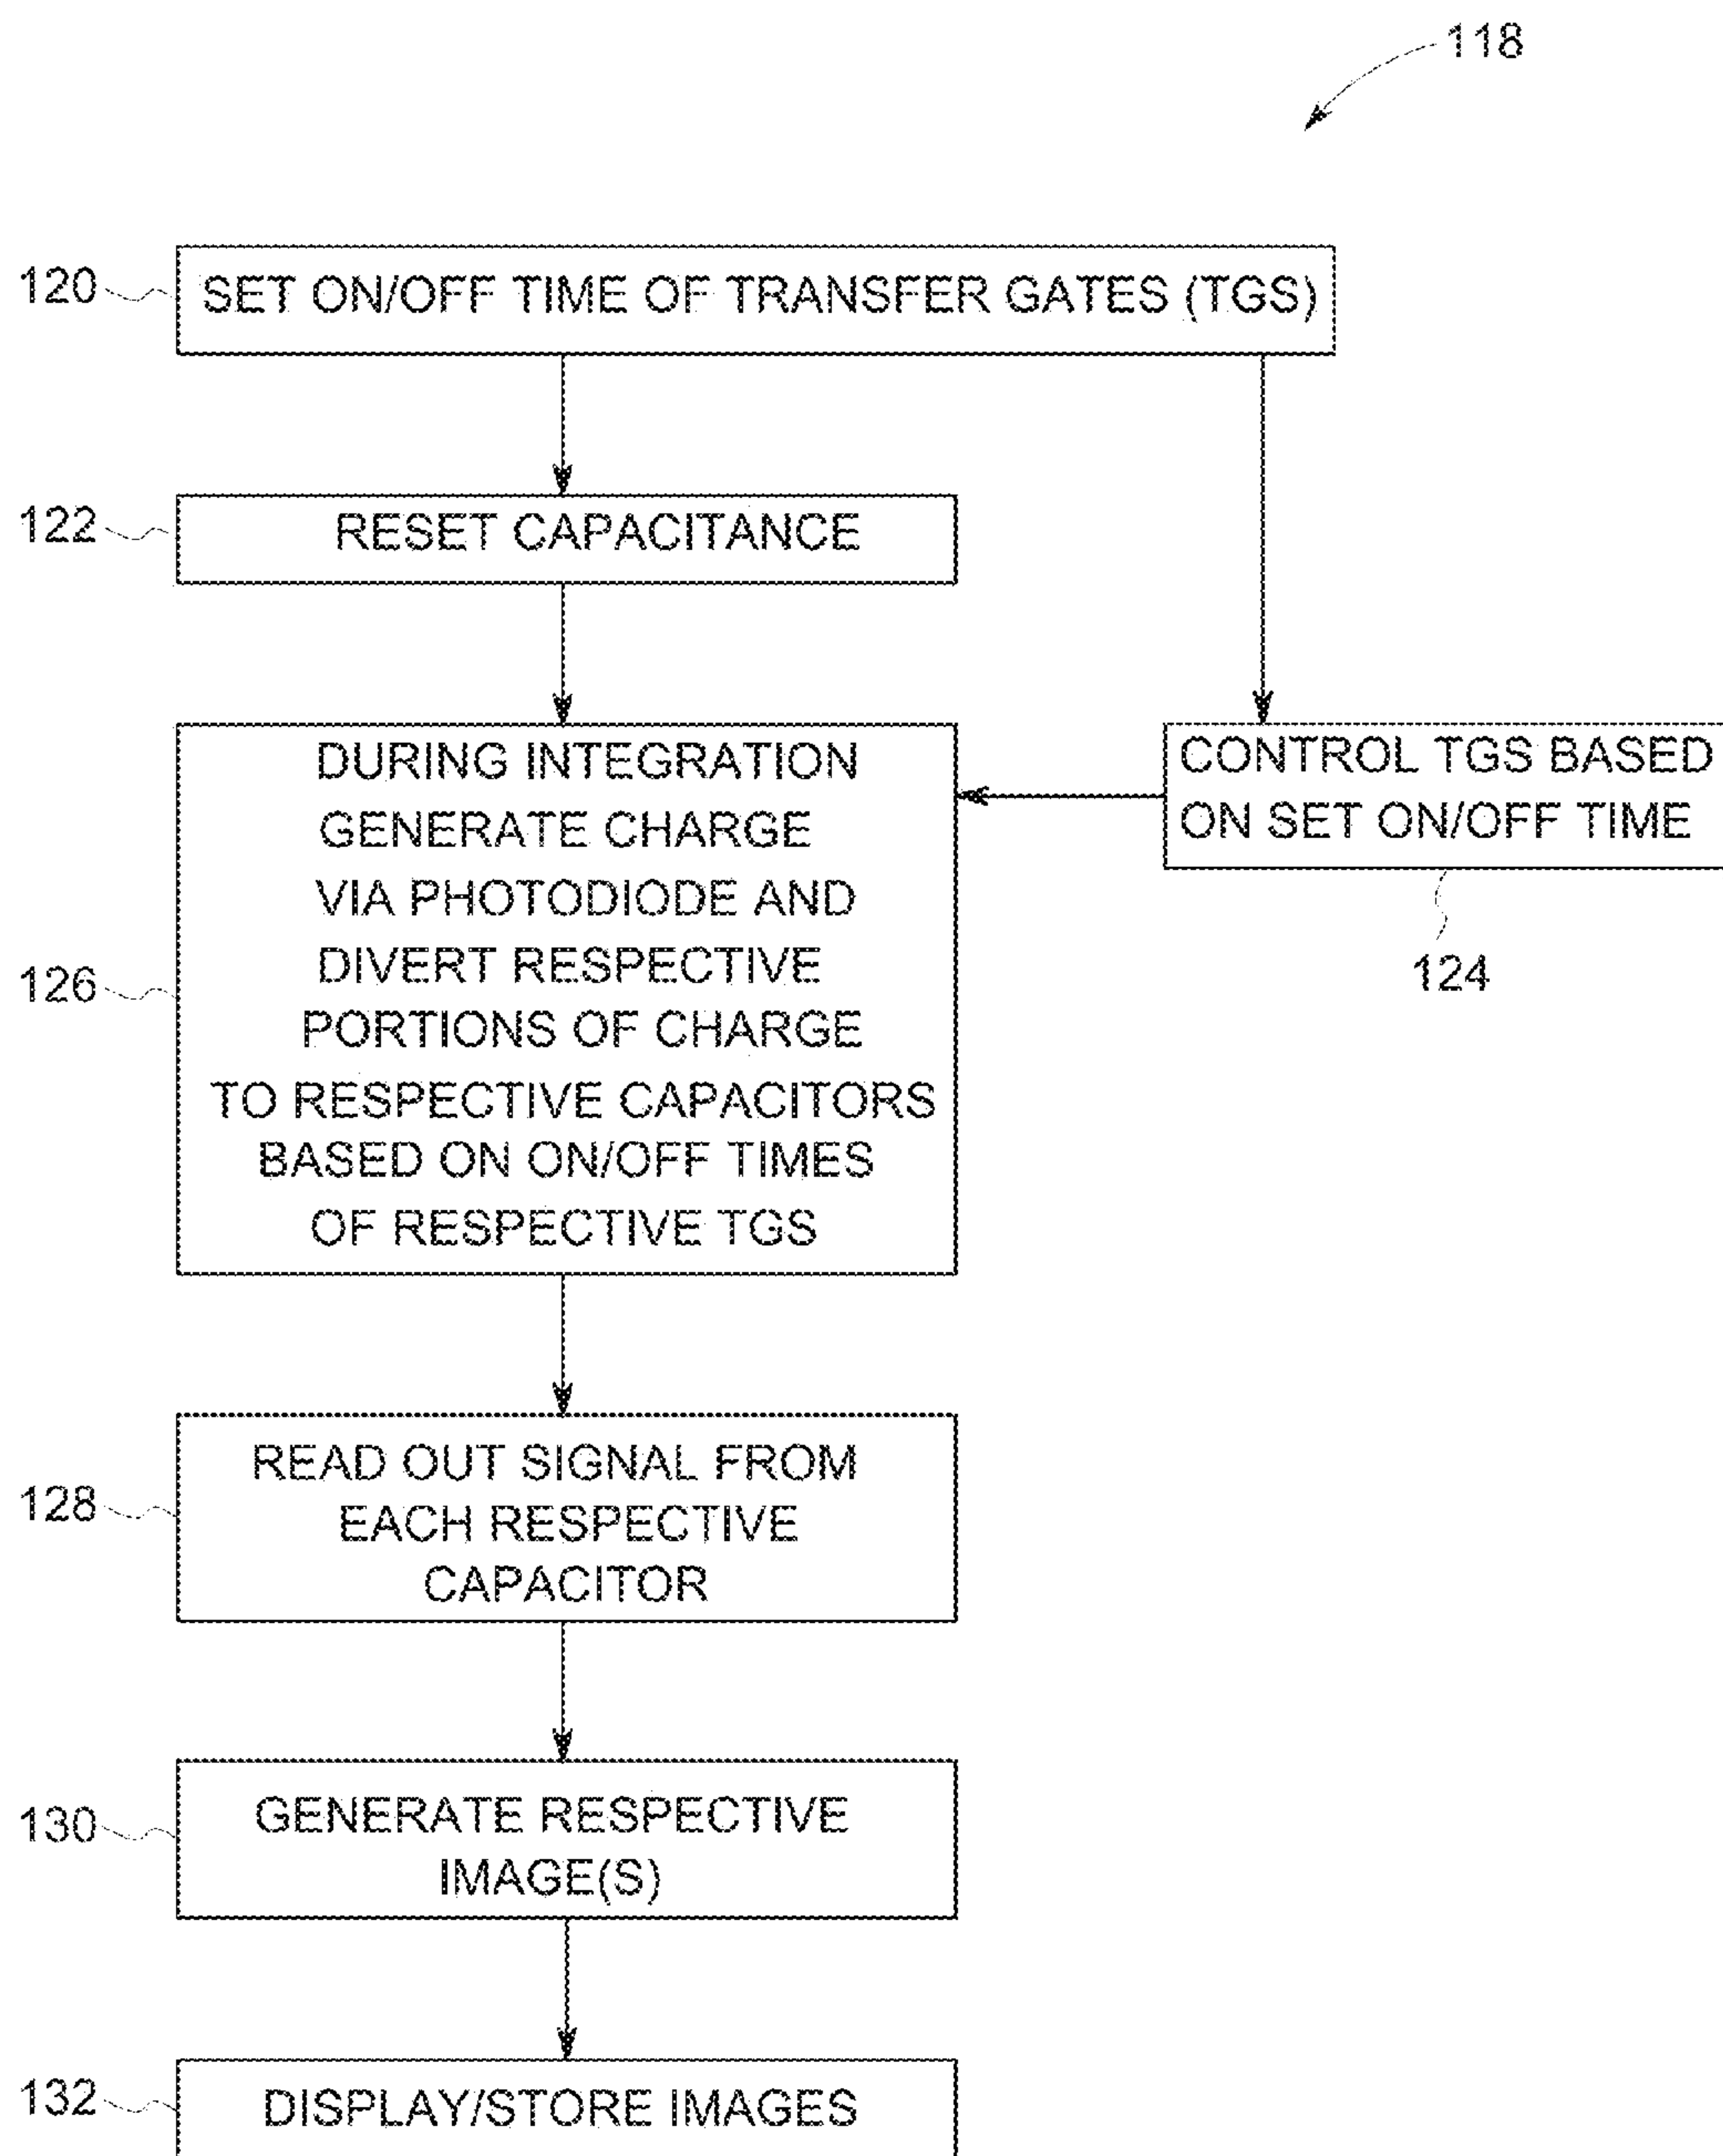 118
120
SET ON/OFF TIME OF TRANSFER GATES (TGS)
122
RESET CAPACITANCE
126
DURING INTEGRATION
GENERATE CHARGE
VIA PHOTODIODE AND
DIVERT RESPECTIVE
PORTIONS OF CHARGE
TO RESPECTIVE CAPACITORS
BASED ON ON/OFF TIMES
OF RESPECTIVE TGS
CONTROL TGS BASED
ON SET ON/OFF TIME
124
128
READ OUT SIGNAL FROM
EACH RESPECTIVE
CAPACITOR
130
GENERATE RESPECTIVE
IMAGE(S)
132
DISPLAY/STORE IMAGES